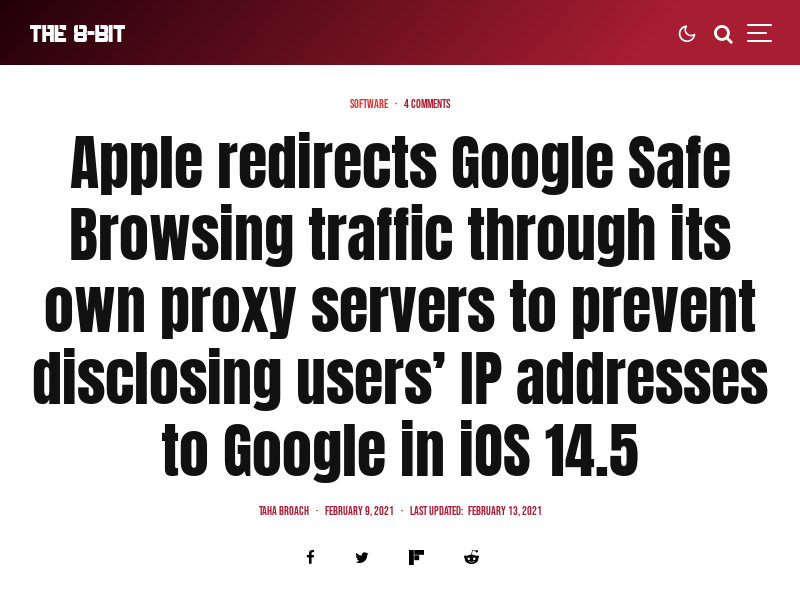 THE 8-BIT
SOFTWARE · 4 COMMENTS
Apple redirects Google Safe
Browsing traffic through its
own proxy servers to prevent
disclosing users’ IP addresses
to Google in iOS 14.5
TAHA BROACH · FEBRUARY 9, 2021 · LAST UPDATED: FEBRUARY 13, 2021